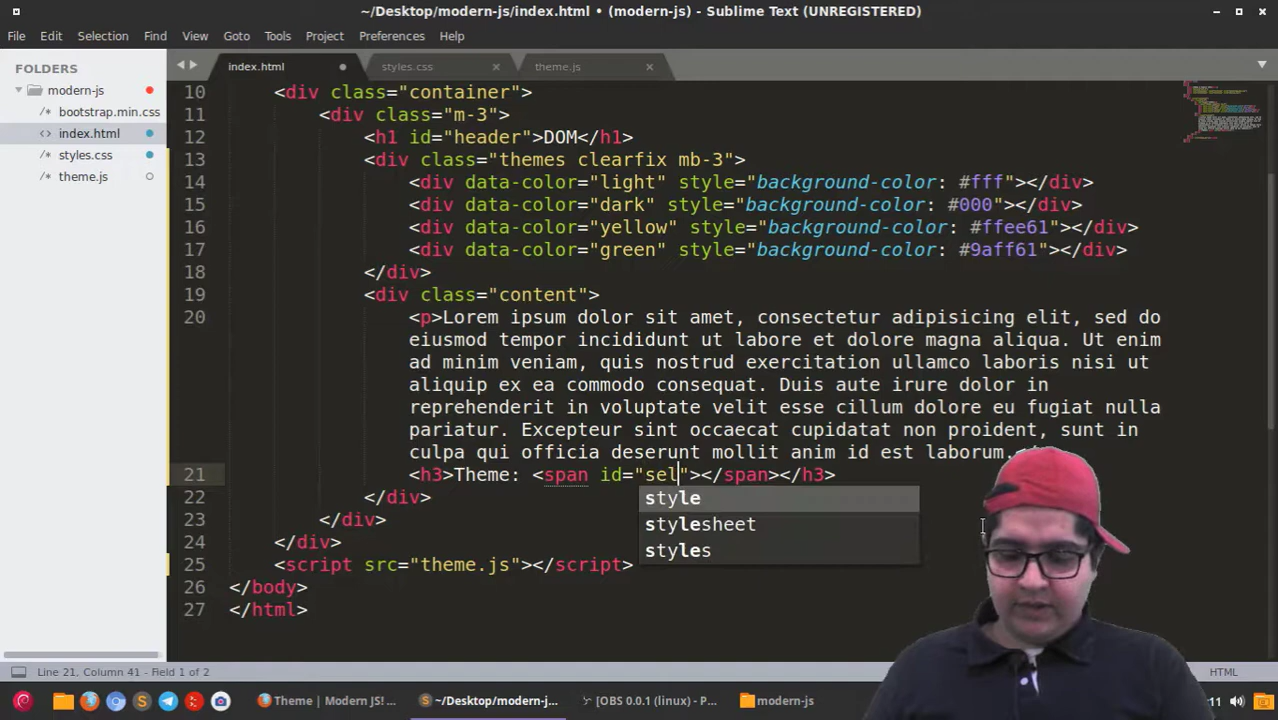 ~/Desktop/modern-js/index.html • (modern-js) - Sublime Text (UNREGISTERED)
File Edit Selection Find View Goto Tools Project Preferences Help
FOLDERS
modern-js
bootstrap.min.css
index.html
styles.css
theme.js
index.html styles.css theme.js
10 <div class="container">
11 <div class="m-3">
12 <h1 id="header">DOM</h1>
13 <div class="themes clearfix mb-3">
14 <div data-color="light" style="background-color: #fff"></div>
15 <div data-color="dark" style="background-color: #000"></div>
16 <div data-color="yellow" style="background-color: #ffee61"></div>
17 <div data-color="green" style="background-color: #9aff61"></div>
18 </div>
19 <div class="content">
20 <p>Lorem ipsum dolor sit amet, consectetur adipisicing elit, sed do
eiusmod tempor incididunt ut labore et dolore magna aliqua. Ut enim
ad minim veniam, quis nostrud exercitation ullamco laboris nisi ut
aliquip ex ea commodo consequat. Duis aute irure dolor in
reprehenderit in voluptate velit esse cillum dolore eu fugiat nulla
pariatur. Excepteur sint occaecat cupidatat non proident, sunt in
culpa qui officia deserunt mollit anim id est laborum.
21 <h3>Theme: <span id="sel"></span></h3>
style
stylesheet
styles
22 </div>
23 </div>
24 </div>
25 <script src="theme.js"></script>
26 </body>
27 </html>
Line 21, Column 41 - Field 1 of 2
HTML
Theme | Modern JS!...
~/Desktop/modern-j...
[OBS 0.0.1 (linux) - P...
modern-js